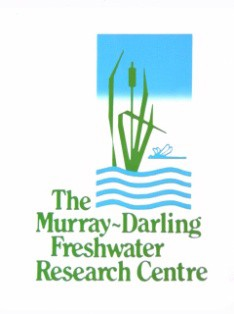 The
Murray~Darling
Freshwater
Research Centre